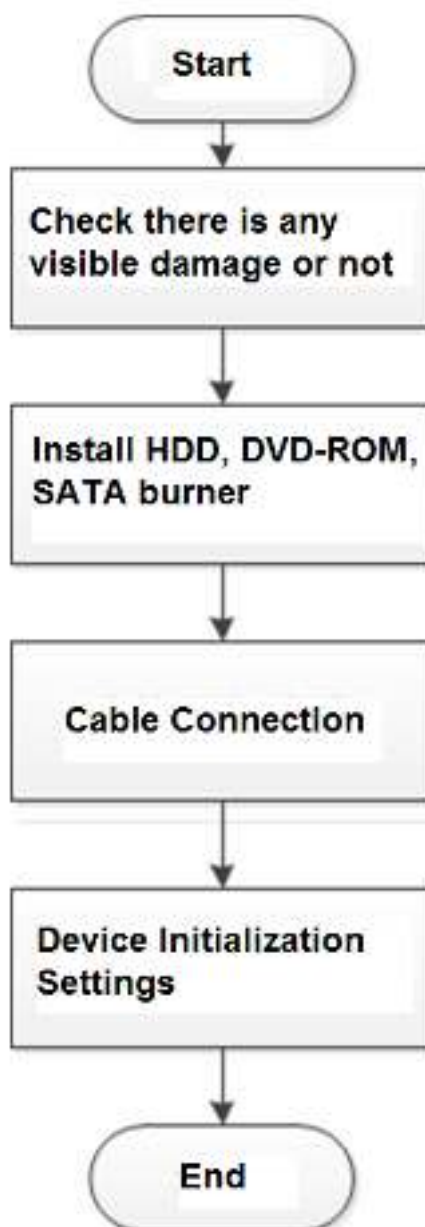 Start
Check there is any
visible damage or not
Install HDD, DVD-ROM,
SATA burner
Cable Connection
Device Initialization
Settings
End